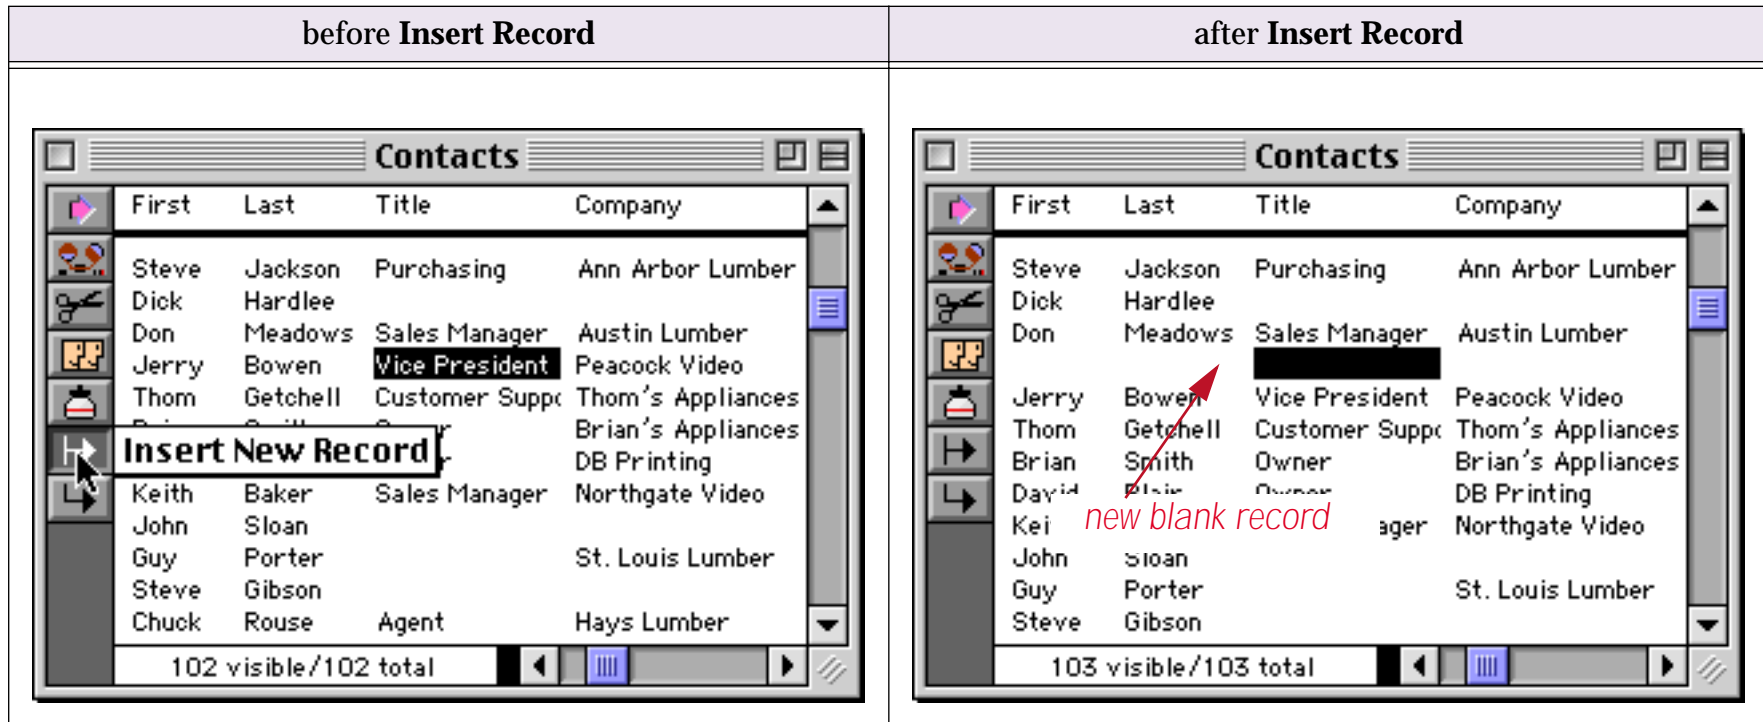 before Insert Record
after Insert Record
Contacts
First Last Title Company
Steve Jackson Purchasing Ann Arbor Lumber
Dick Hardlee
Don Meadows Sales Manager Austin Lumber
Jerry Bowen Vice President Peacock Video
Thom Getchell Customer Suppo Thom's Appliances
Brian's Appliances
Insert New Record
DB Printing
Keith Baker Sales Manager Northgate Video
John Sloan
Guy Porter St. Louis Lumber
Steve Gibson
Chuck Rouse Agent Hays Lumber
102 visible/102 total
Contacts
First Last Title Company
Steve Jackson Purchasing Ann Arbor Lumber
Dick Hardlee
Don Meadows Sales Manager Austin Lumber
Jerry Bowen Vice President Peacock Video
Thom Getchell Customer Suppo Thom's Appliances
Brian Smith Owner Brian's Appliances
David Blair Owner DB Printing
new blank record
Kei ager Northgate Video
John Sloan
Guy Porter St. Louis Lumber
Steve Gibson
103 visible/103 total